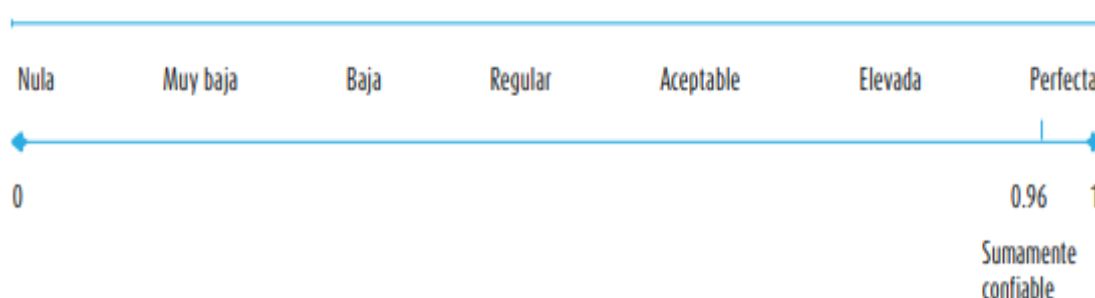 Nula Muy baja Baja Regular Aceptable Elevada Perfecta
0 0.96 1
Sumamente
confiable